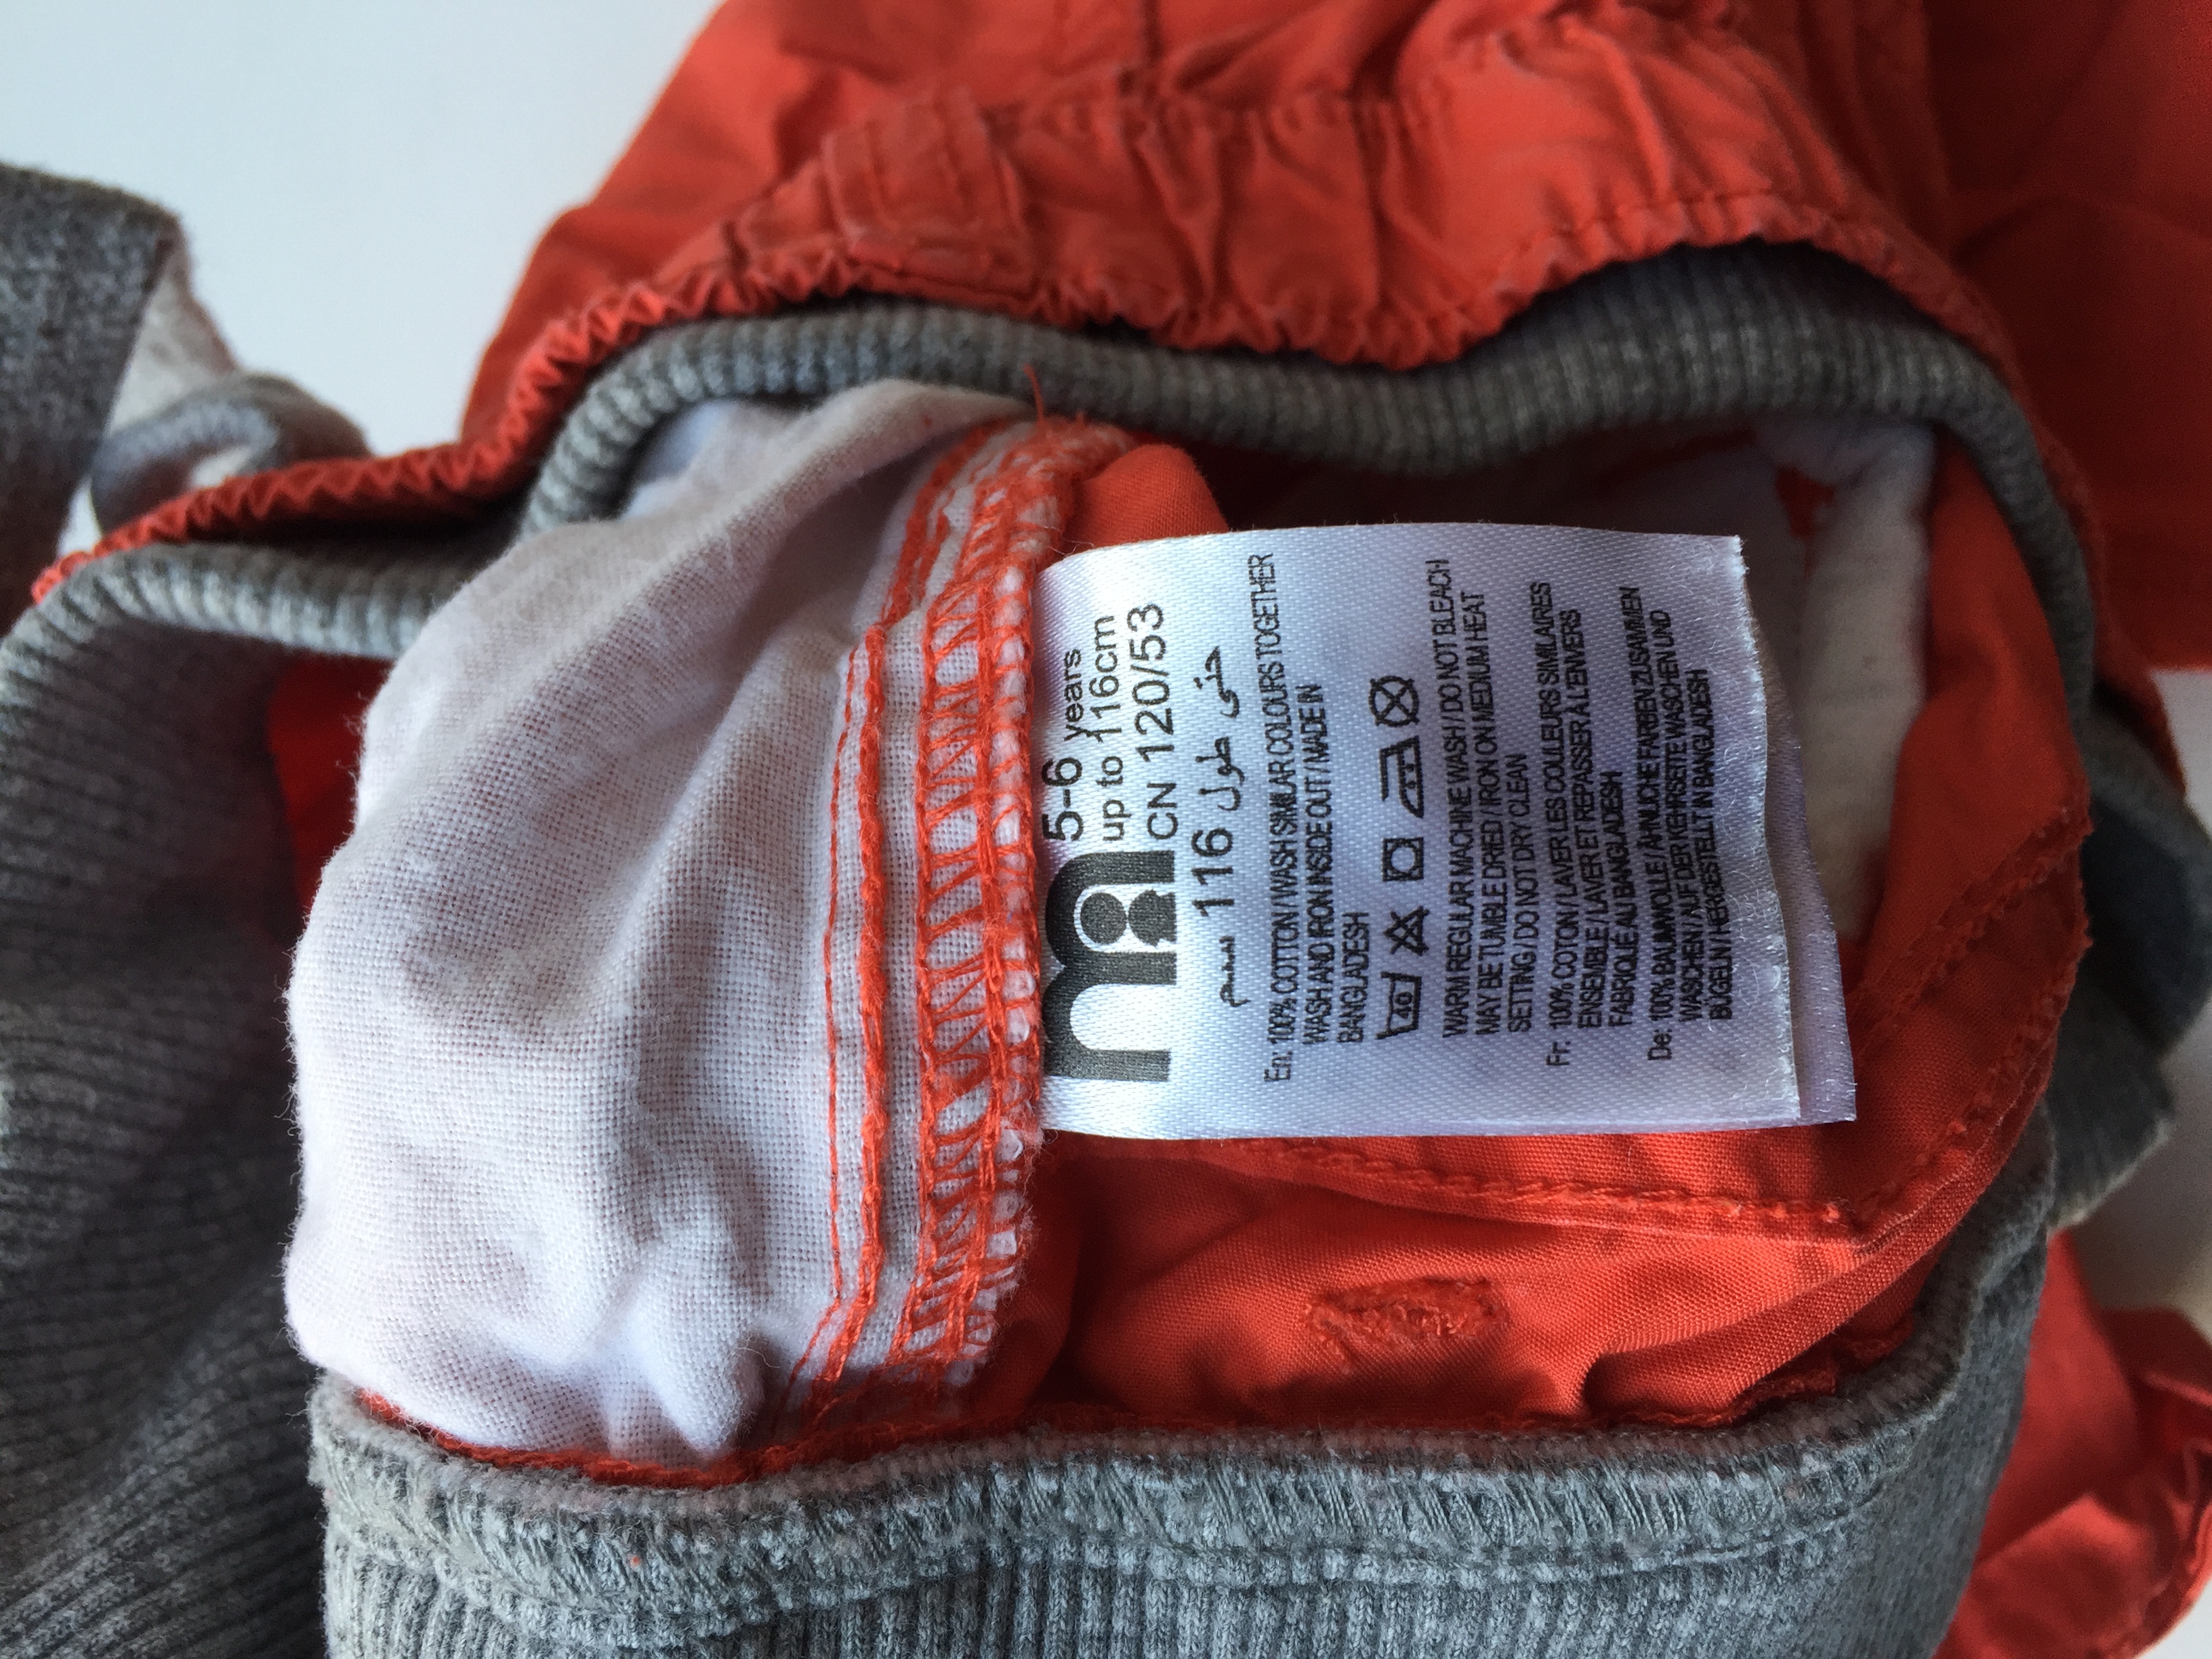 m
5-6 years
up to 116cm
CN 120/53
حتى طول 116 سم
En: 100% COTTON / WASH SIMILAR COLOURS TOGETHER
WASH AND IRON INSIDE OUT / MADE IN
BANGLADESH
40
WARM REGULAR MACHINE WASH / DO NOT BLEACH
MAY BE TUMBLE DRIED / IRON ON MEDIUM HEAT
SETTING / DO NOT DRY CLEAN
Fr: 100% COTON / LAVER LES COULEURS SIMILAIRES
ENSEMBLE / LAVER ET REPASSER À L'ENVERS
FABRIQUÉ AU BANGLADESH
De: 100% BAUMWOLLE / ÄHNLICHE FARBEN ZUSAMMEN
WASCHEN / AUF DER KEHRSEITE WASCHEN UND
BÜGELN / HERGESTELLT IN BANGLADESH